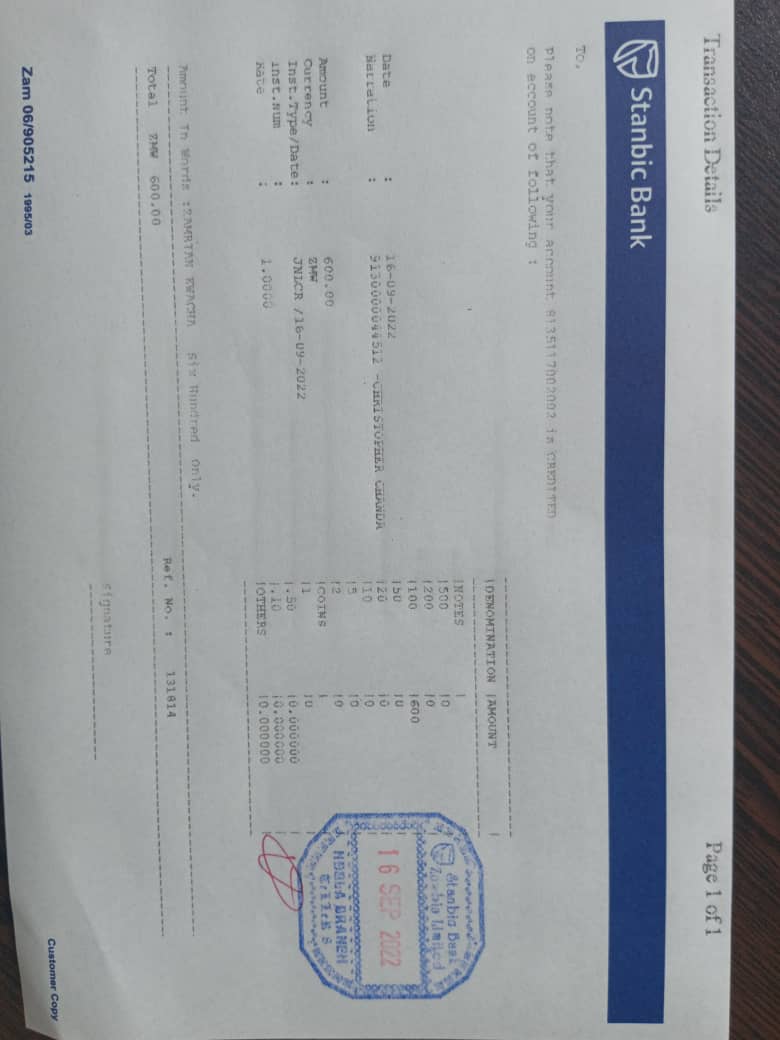 Transaction Details
Page 1 of 1
Stanbic Bank
To,
Please note that your account 8135117002002 is CREDITED
on account of following :
|DENOMINATION |AMOUNT |
Date : 16-09-2022
Narration : 9130000044512 -CHRISTOPHER CHANDA
Amount : 600.00
Currency : ZMW
Inst.Type/Date: JNLCR /16-09-2022
Inst.Num :
Rate : 1.0000
|NOTES |
|500 |0
|200 |0
|100 |600
|50 |0
|20 |0
|10 |0
|5 |0
|2 |0
|COINS |
|1 |0
|.50 |0.000000
|.10 |0.000000
|OTHERS |0.000000
Stanbic Bank
Zambia Limited
16 SEP 2022
NDOLA BRANCH
Amount In Words :ZAMBIAN KWACHA Six Hundred Only.
Total ZMW 600.00
Ref. No. : 131814
Signature
Zam 06/905215 1995/03
Customer Copy